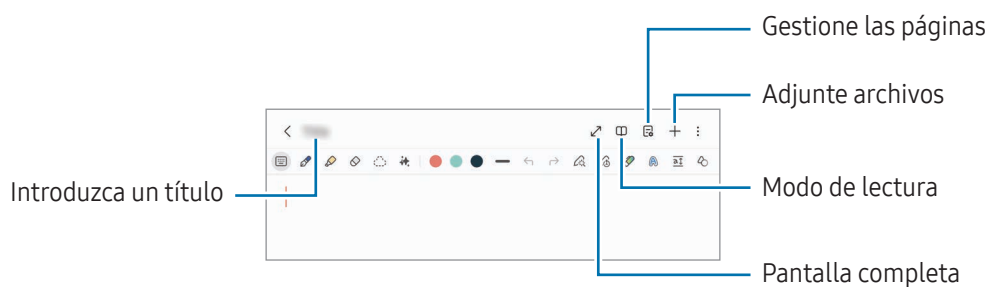 Gestione las páginas
Adjunte archivos
Introduzca un título
Modo de lectura
Pantalla completa